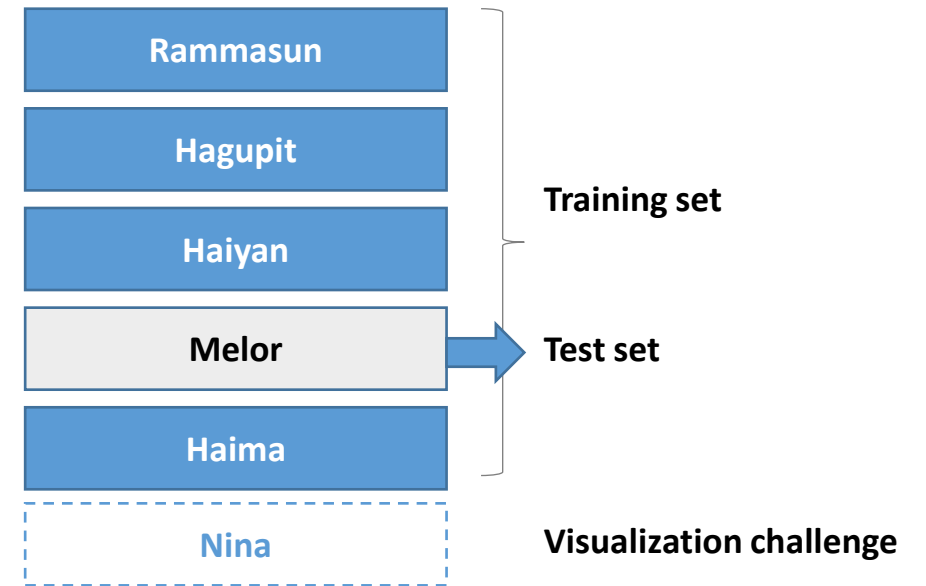 Rammasun
Hagupit
Training set
Haiyan
Melor
Test set
Haima
Nina
Visualization challenge